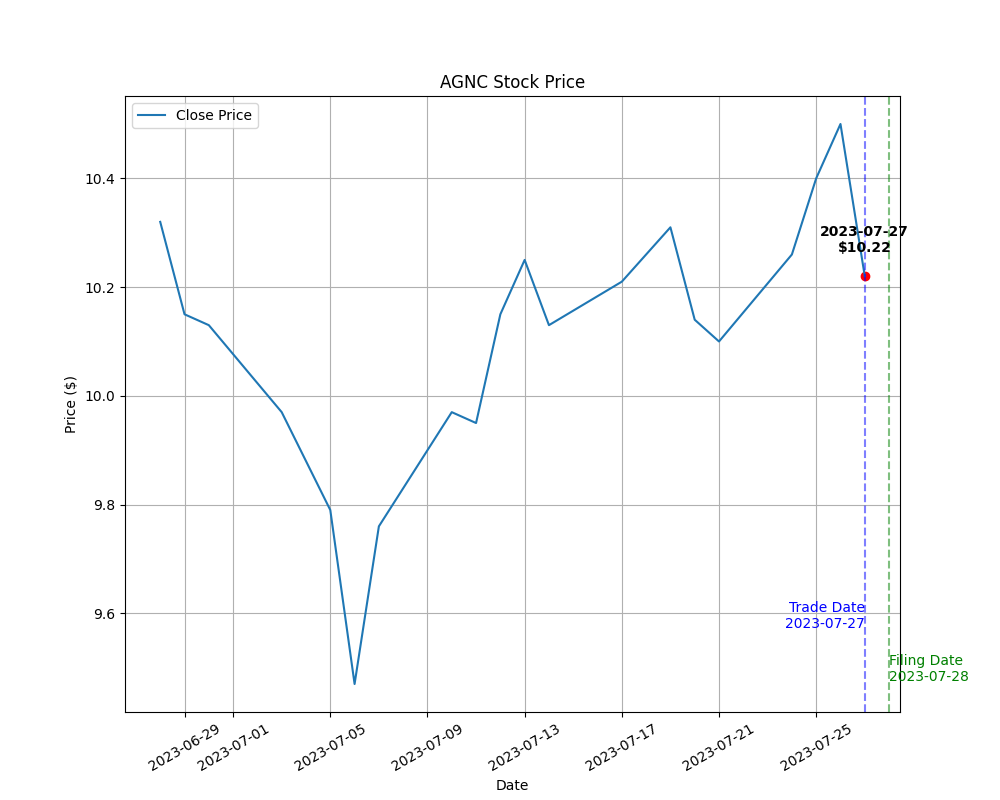 AGNC Stock Price
Close Price
10.4
10.2
10.0
9.8
9.6
Price ($)
2023-07-27
$10.22
Trade Date
2023-07-27
Filing Date
2023-07-28
2023-06-29
2023-07-01
2023-07-05
2023-07-09
2023-07-13
2023-07-17
2023-07-21
2023-07-25
Date